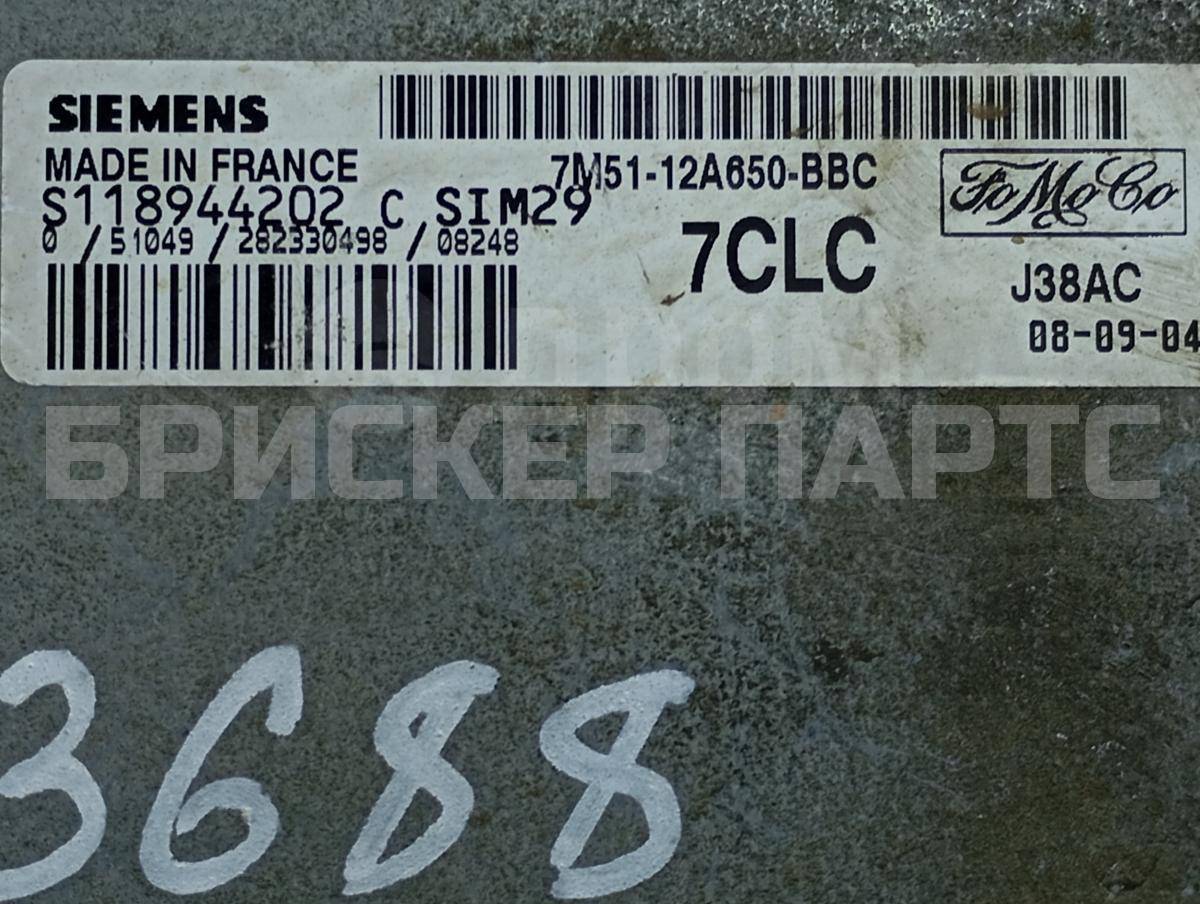 SIEMENS
MADE IN FRANCE
7M51-12A650-BBC
FoMoCo
S118944202 C SIM29
0 / 51049 / 282330498 / 08248
7CLC
J38AC
08-09-04
БРИСКЕР ПАРТС
3688